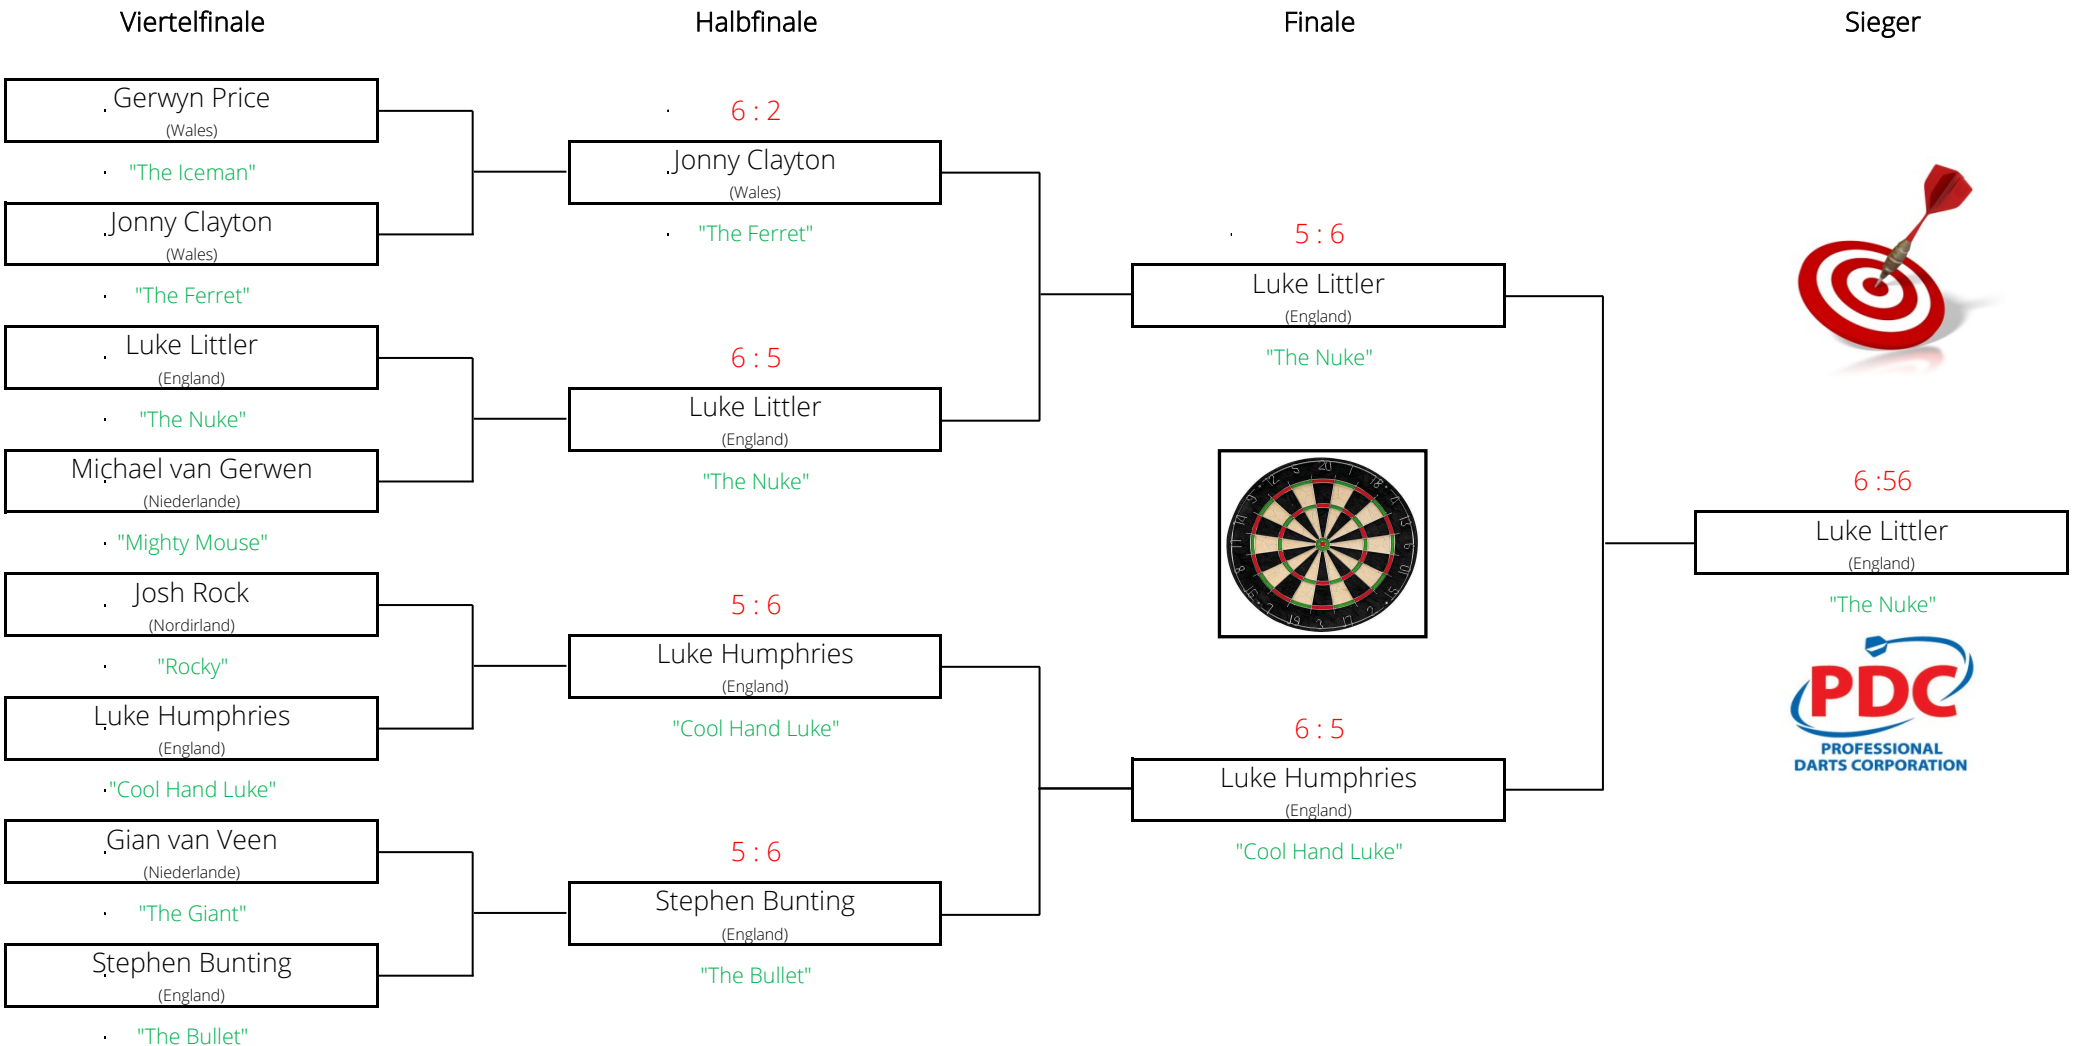 Viertelfinale
Halbfinale
Finale
Sieger
Gerwyn Price
(Wales)
"The Iceman"
Jonny Clayton
(Wales)
"The Ferret"
Luke Littler
(England)
"The Nuke"
Michael van Gerwen
(Niederlande)
"Mighty Mouse"
Josh Rock
(Nordirland)
"Rocky"
Luke Humphries
(England)
"Cool Hand Luke"
Gian van Veen
(Niederlande)
"The Giant"
Stephen Bunting
(England)
"The Bullet"
6 : 2
Jonny Clayton
(Wales)
"The Ferret"
6 : 5
Luke Littler
(England)
"The Nuke"
5 : 6
Luke Humphries
(England)
"Cool Hand Luke"
5 : 6
Stephen Bunting
(England)
"The Bullet"
5 : 6
Luke Littler
(England)
"The Nuke"
6 : 5
Luke Humphries
(England)
"Cool Hand Luke"
6 :56
Luke Littler
(England)
"The Nuke"
PDC
PROFESSIONAL
DARTS CORPORATION